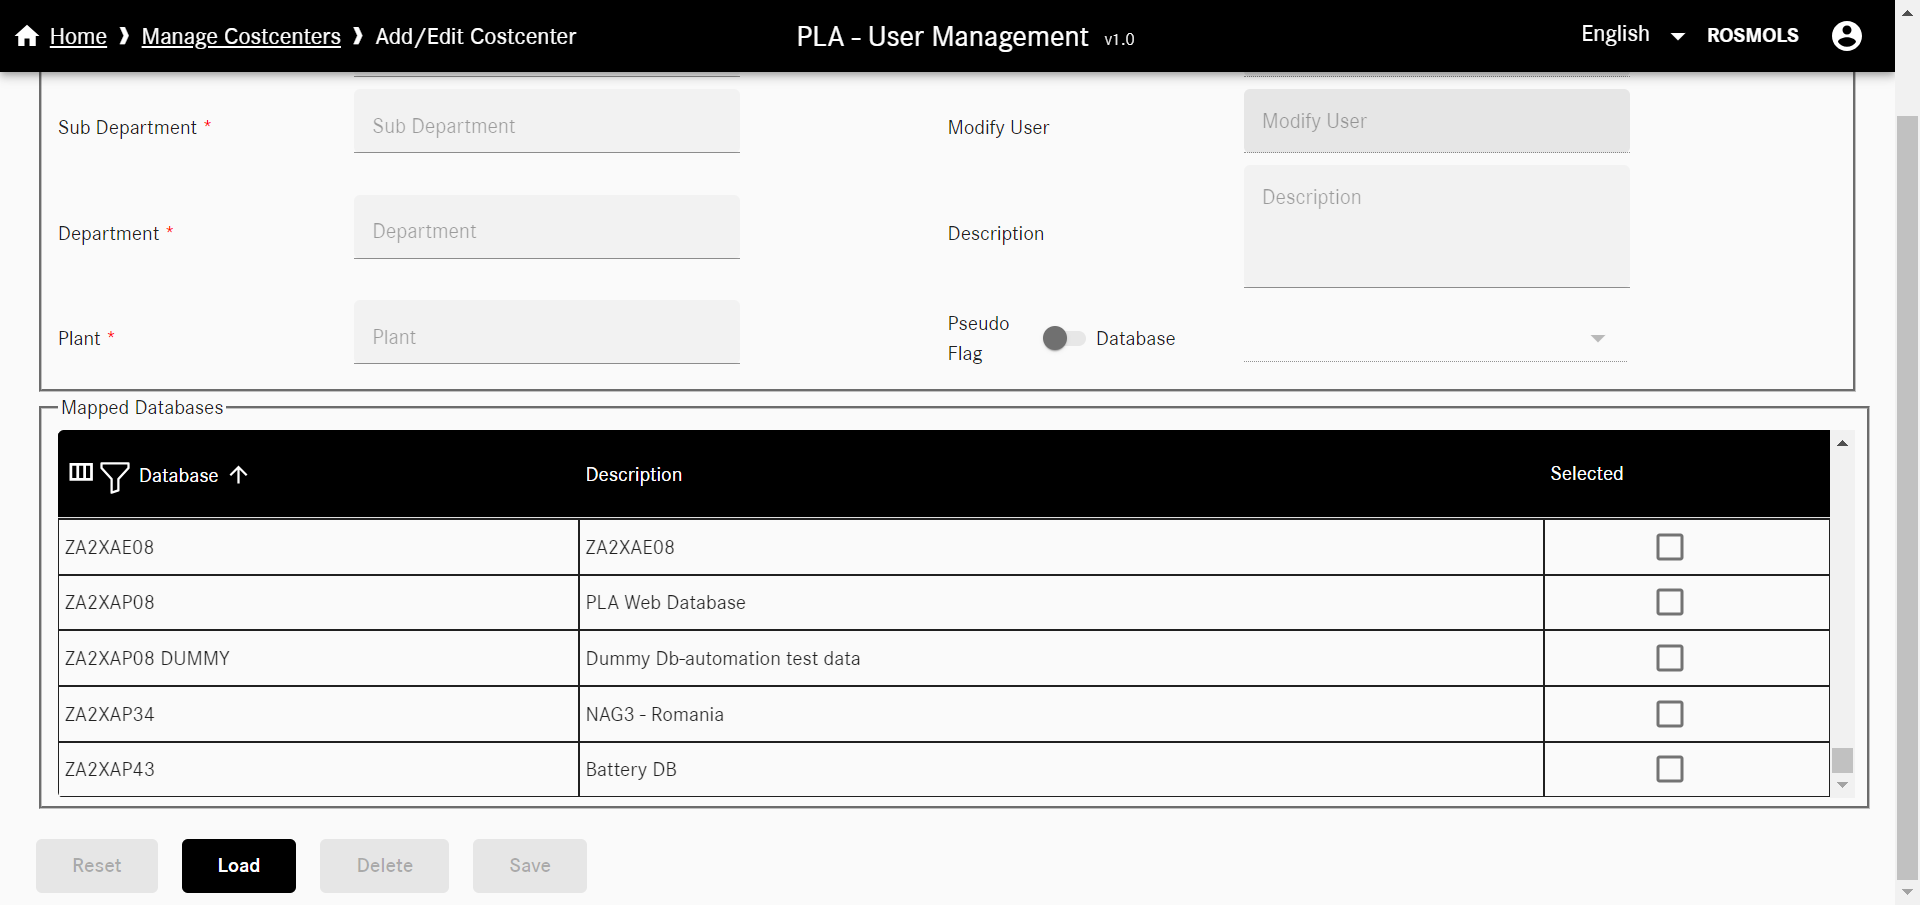 Home ❱ Manage Costcenters ❱ Add/Edit Costcenter
PLA - User Management v1.0
English ROSMOLS
Sub Department * Sub Department
Modify User Modify User
Department * Department
Description Description
Plant * Plant
Pseudo Flag Database
Mapped Databases
Database Description Selected
ZA2XAE08 ZA2XAE08
ZA2XAP08 PLA Web Database
ZA2XAP08 DUMMY Dummy Db-automation test data
ZA2XAP34 NAG3 - Romania
ZA2XAP43 Battery DB
Reset Load Delete Save